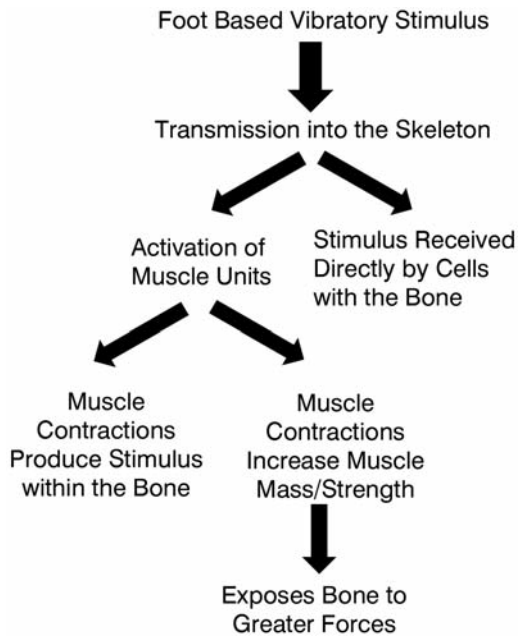 Foot Based Vibratory Stimulus
Transmission into the Skeleton
Activation of
Muscle Units
Stimulus Received
Directly by Cells
with the Bone
Muscle
Contractions
Produce Stimulus
within the Bone
Muscle
Contractions
Increase Muscle
Mass/Strength
Exposes Bone to
Greater Forces